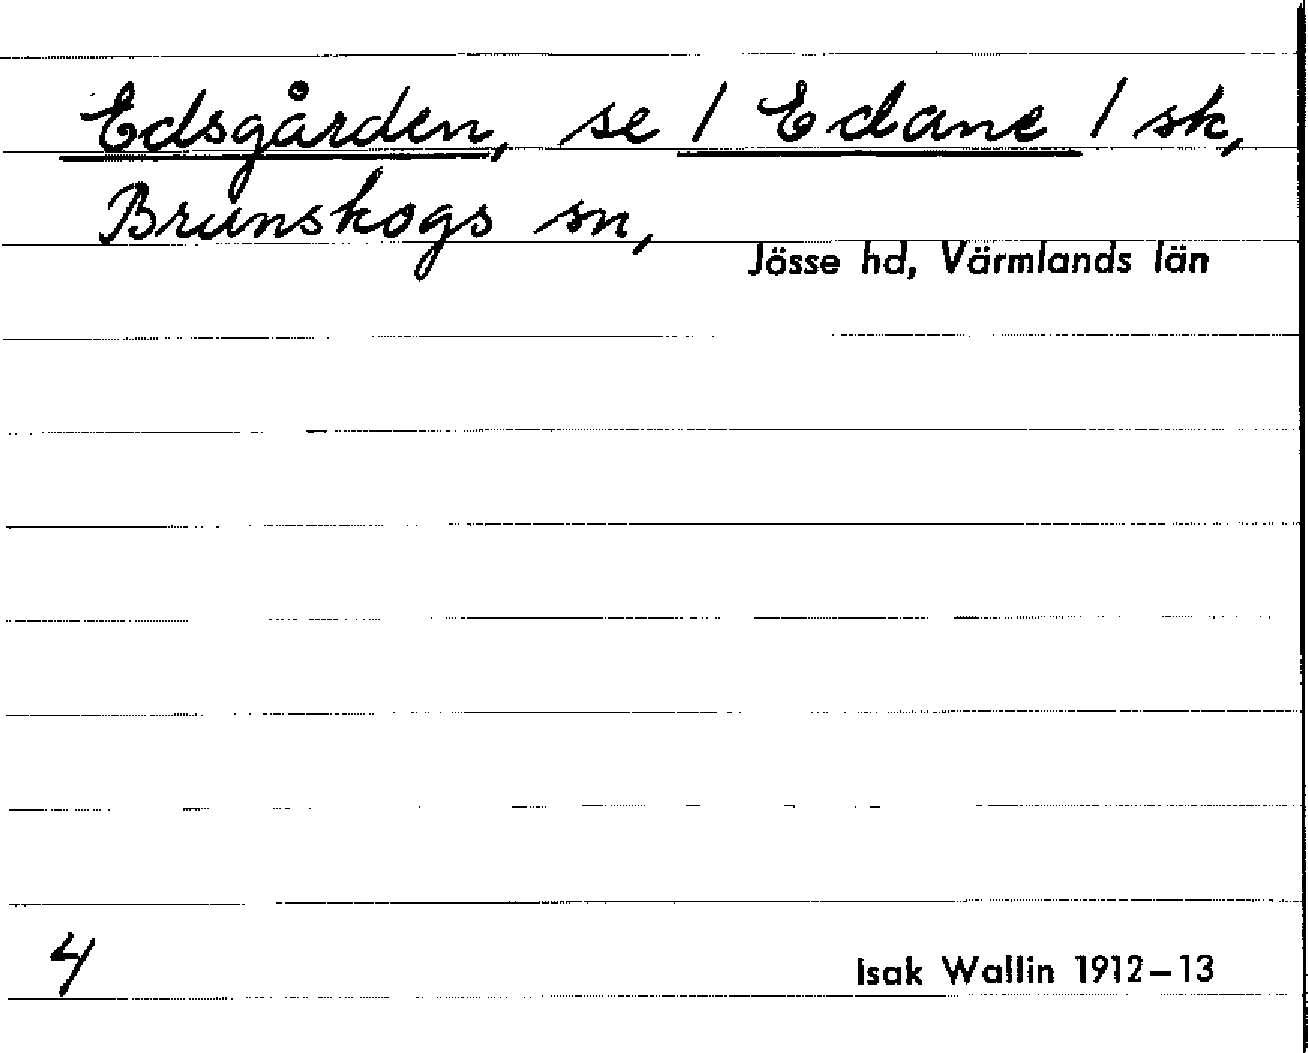 Edsgården, se / Edane / sk,
Brunskogs sn,
Jösse hd, Värmlands län
4
Isak Wallin 1912–13